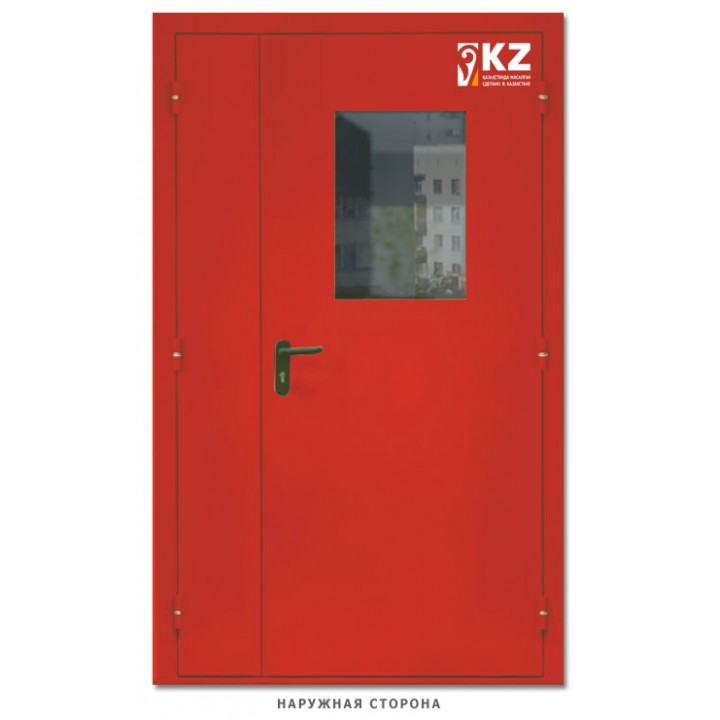 KZ
ҚАЗАҚСТАНДА ЖАСАЛҒАН
СДЕЛАНО В КАЗАХСТАНЕ
НАРУЖНАЯ СТОРОНА